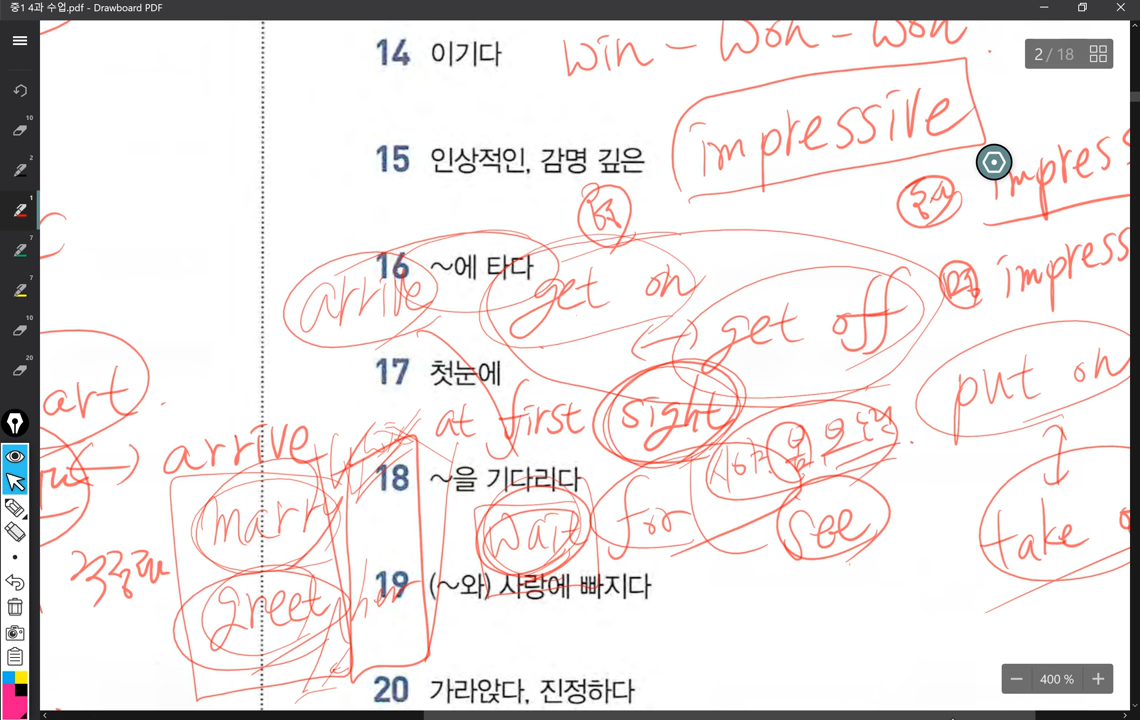 중1 4과 수업.pdf - Drawboard PDF
2 / 18
14 이기다 win - won - won
15 인상적인, 감명 깊은 impressive
impress
16 ~에 타다 get on ↔ get off
arrive
impress
put on
17 첫눈에
at first sight
art
arrive
18 ~을 기다리다
wait for
see
take
marry
greet
19 (~와) 사랑에 빠지다
20 가라앉다, 진정하다
400 %